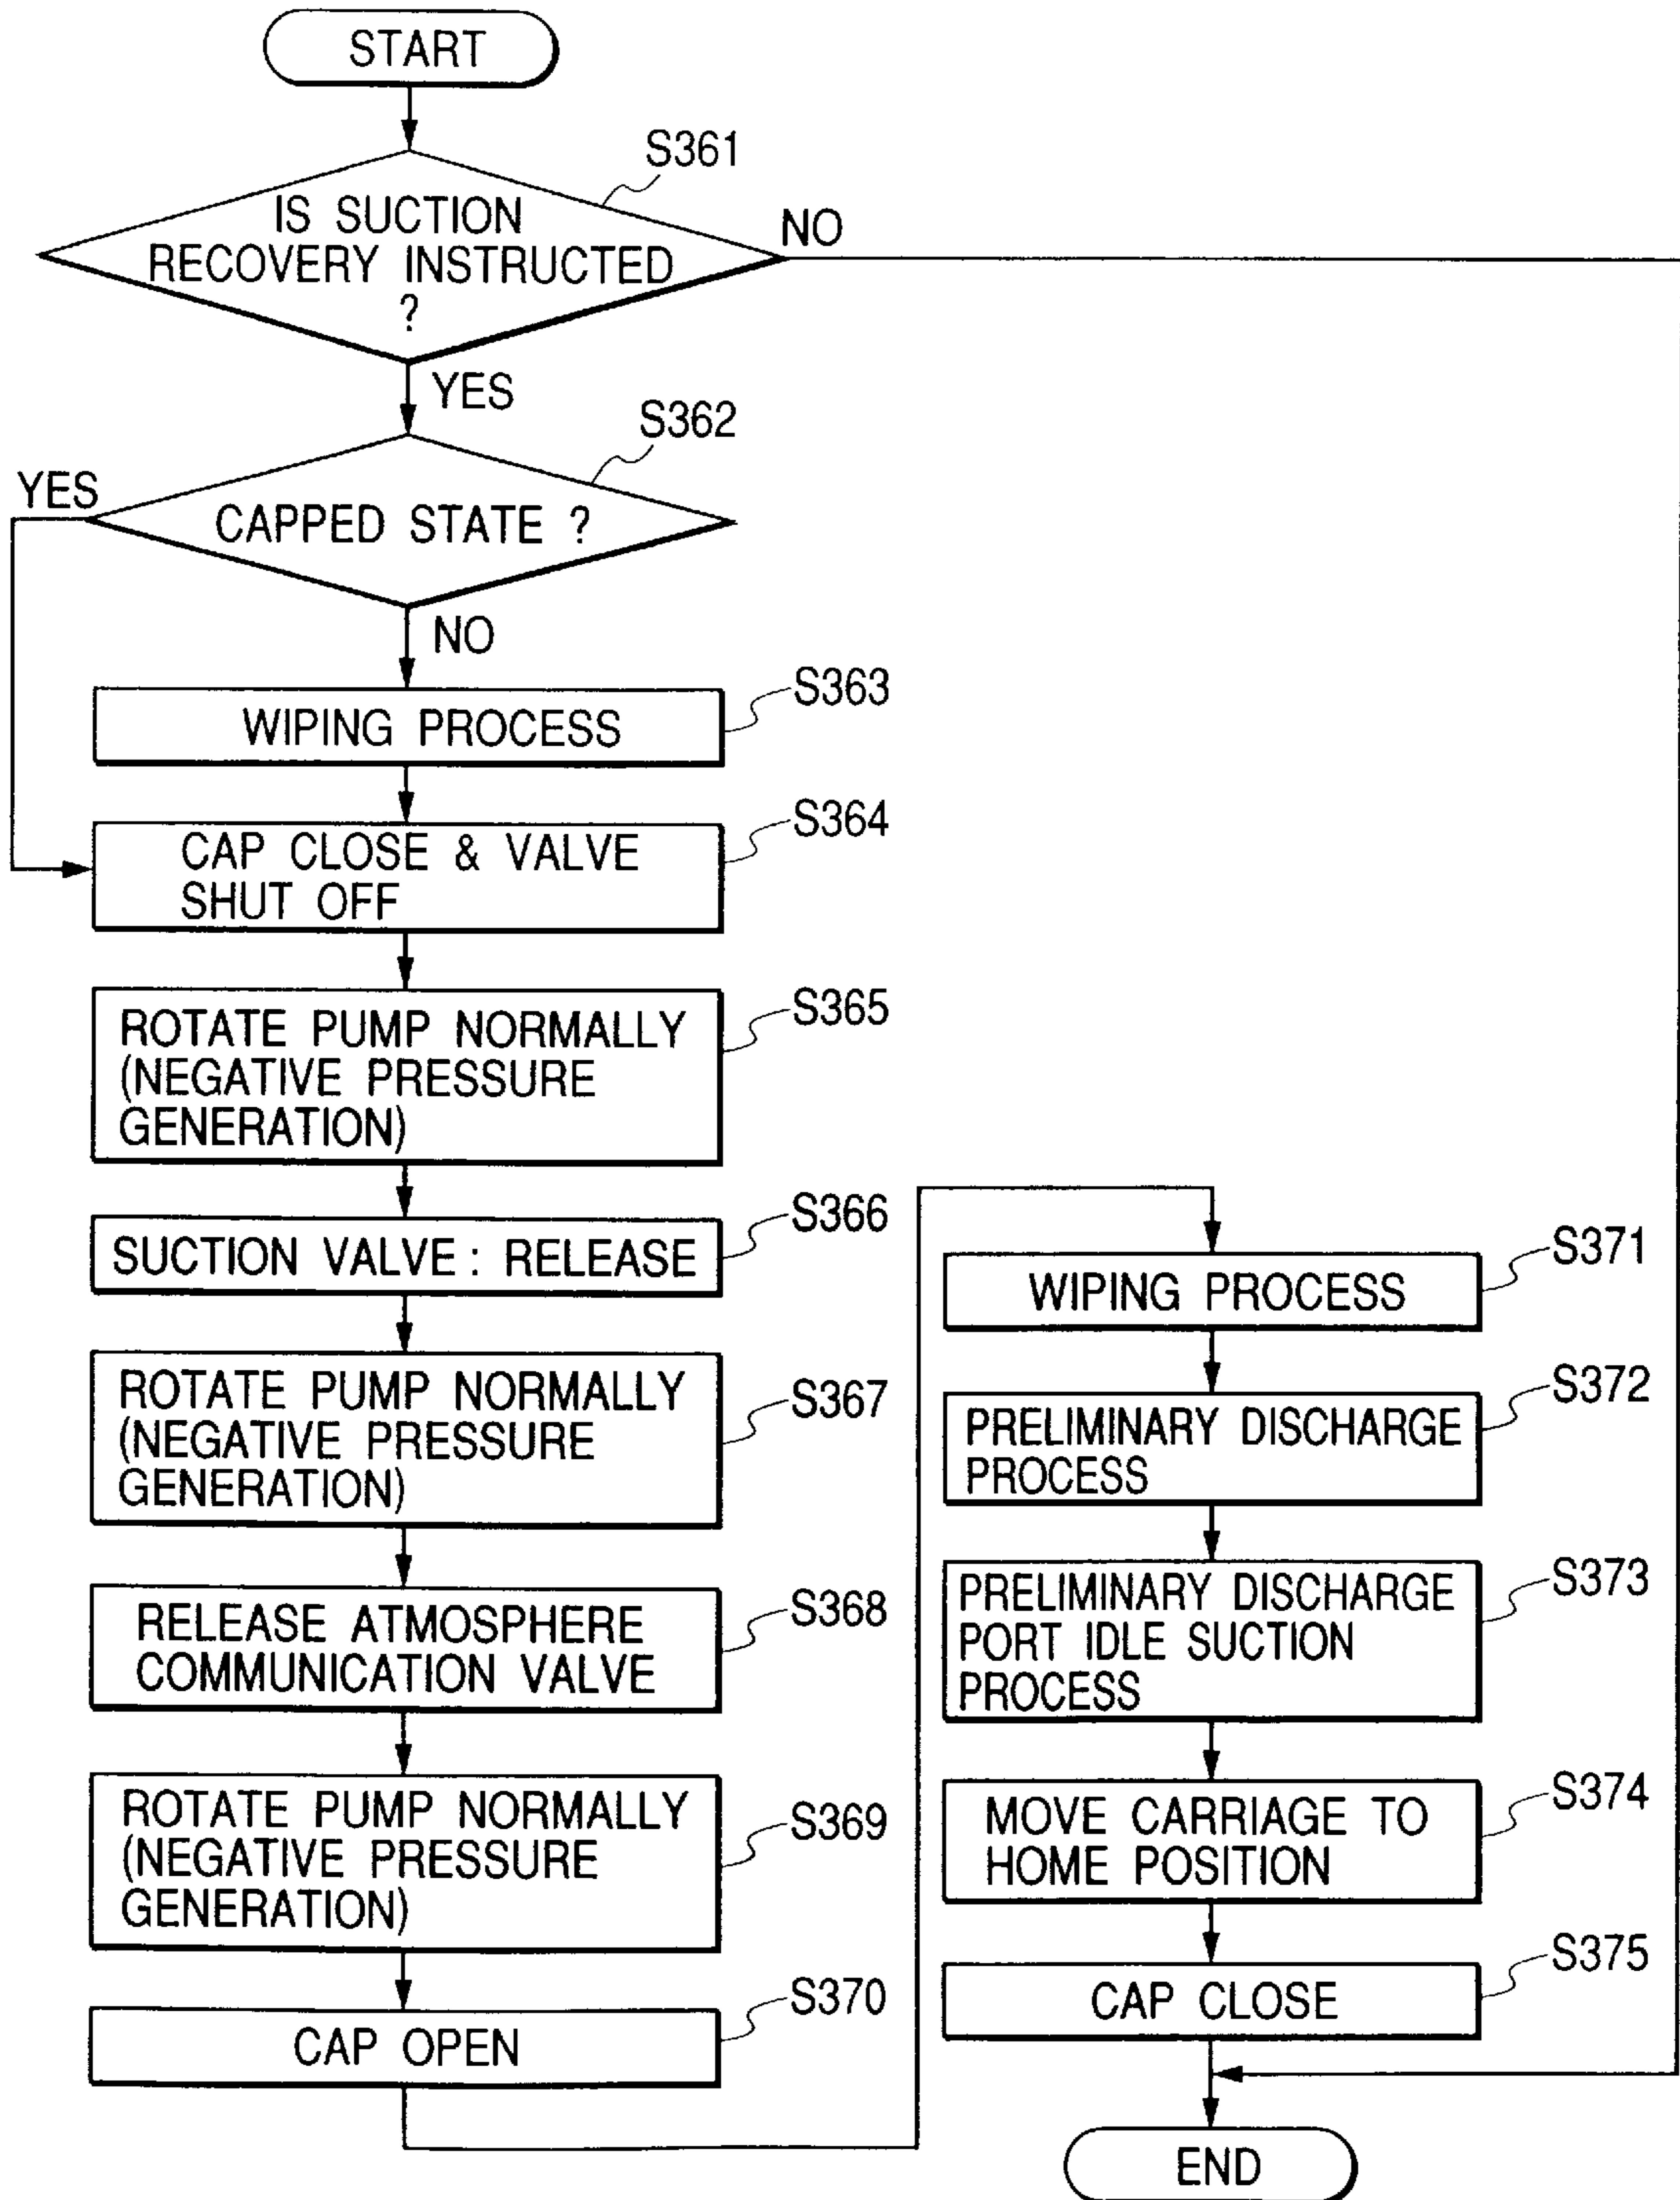 START
S361
IS SUCTION
RECOVERY INSTRUCTED
?
NO
YES
S362
YES
CAPPED STATE ?
NO
S363
WIPING PROCESS
S364
CAP CLOSE & VALVE
SHUT OFF
S365
ROTATE PUMP NORMALLY
(NEGATIVE PRESSURE
GENERATION)
S366
SUCTION VALVE : RELEASE
S367
ROTATE PUMP NORMALLY
(NEGATIVE PRESSURE
GENERATION)
S368
RELEASE ATMOSPHERE
COMMUNICATION VALVE
S369
ROTATE PUMP NORMALLY
(NEGATIVE PRESSURE
GENERATION)
S370
CAP OPEN
S371
WIPING PROCESS
S372
PRELIMINARY DISCHARGE
PROCESS
S373
PRELIMINARY DISCHARGE
PORT IDLE SUCTION
PROCESS
S374
MOVE CARRIAGE TO
HOME POSITION
S375
CAP CLOSE
END